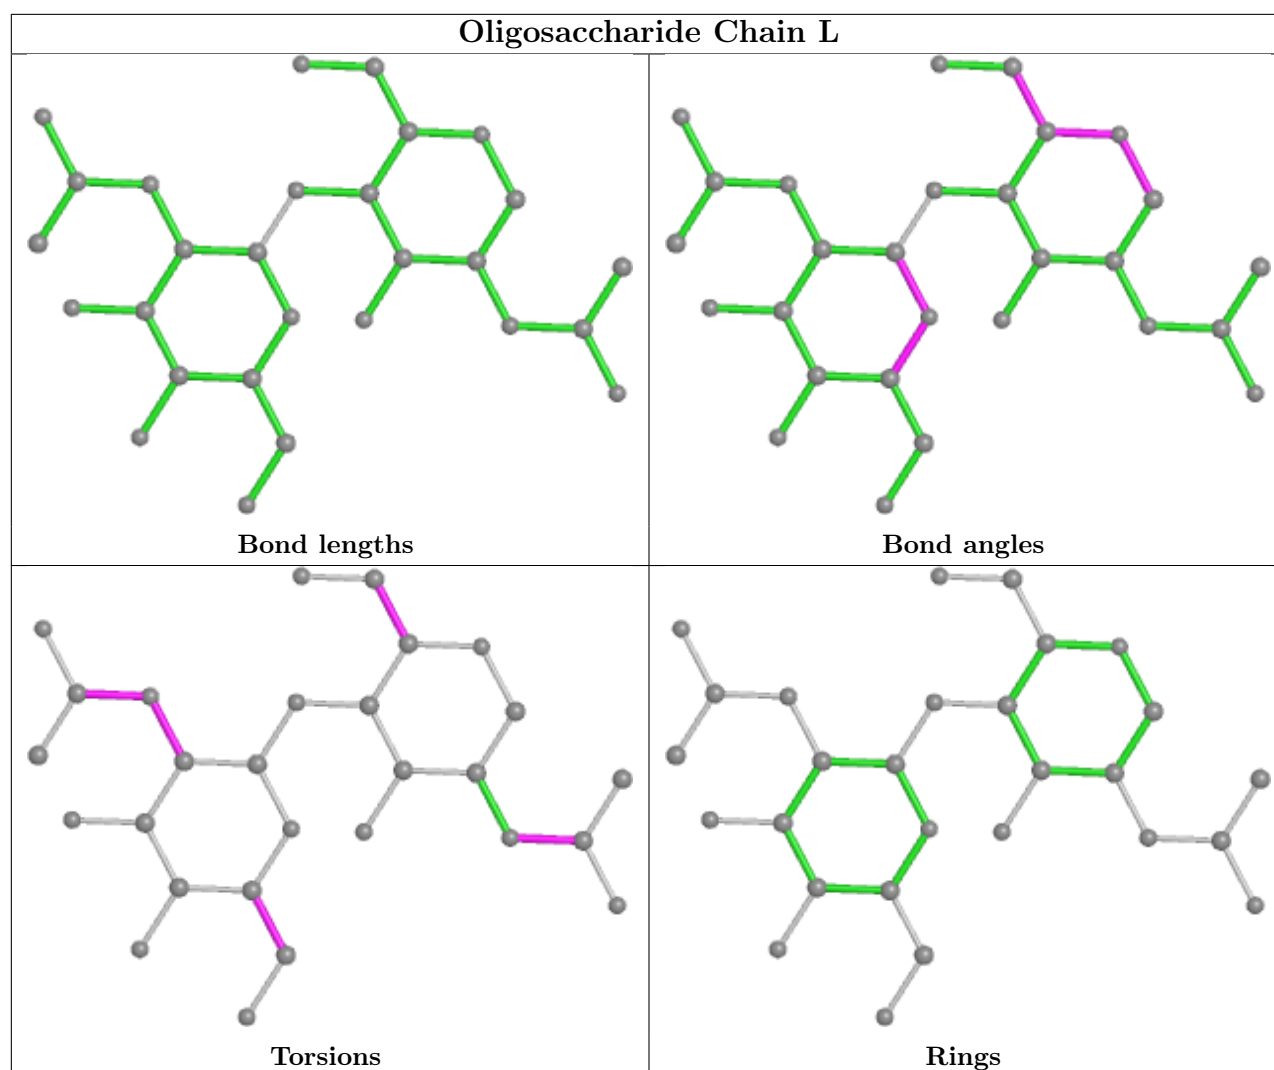 Oligosaccharide Chain L
Bond lengths
Bond angles
Torsions
Rings